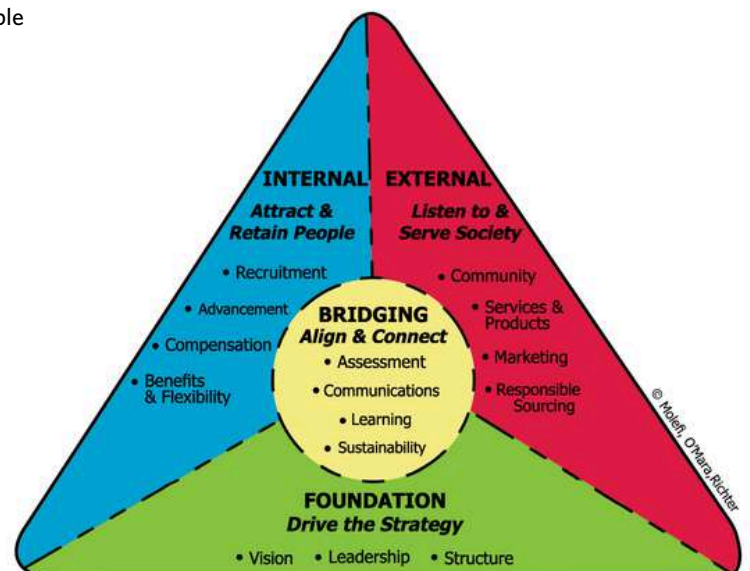 ble
INTERNAL
Attract &
Retain People
• Recruitment
• Advancement
• Compensation
• Benefits
& Flexibility
EXTERNAL
Listen to &
Serve Society
• Community
• Services &
Products
• Marketing
• Responsible
Sourcing
BRIDGING
Align & Connect
• Assessment
• Communications
• Learning
• Sustainability
FOUNDATION
Drive the Strategy
• Vision • Leadership • Structure
© Molefi, O'Mara,Richter